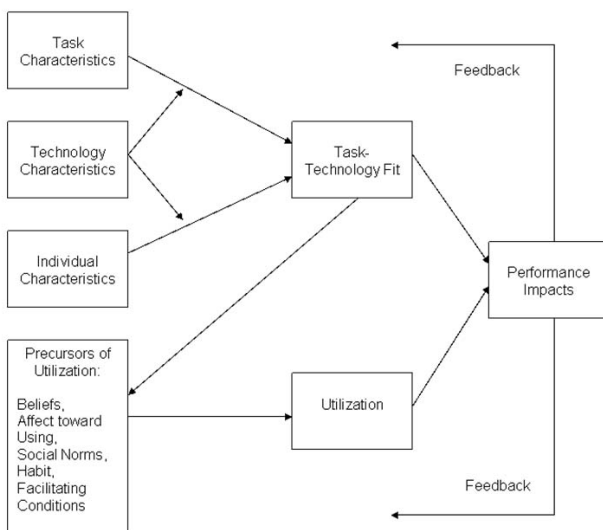 Task
Characteristics
Feedback
Technology
Characteristics
Task-
Technology Fit
Individual
Characteristics
Performance
Impacts
Precursors of
Utilization:
Beliefs,
Affect toward
Using,
Social Norms,
Habit,
Facilitating
Conditions
Utilization
Feedback